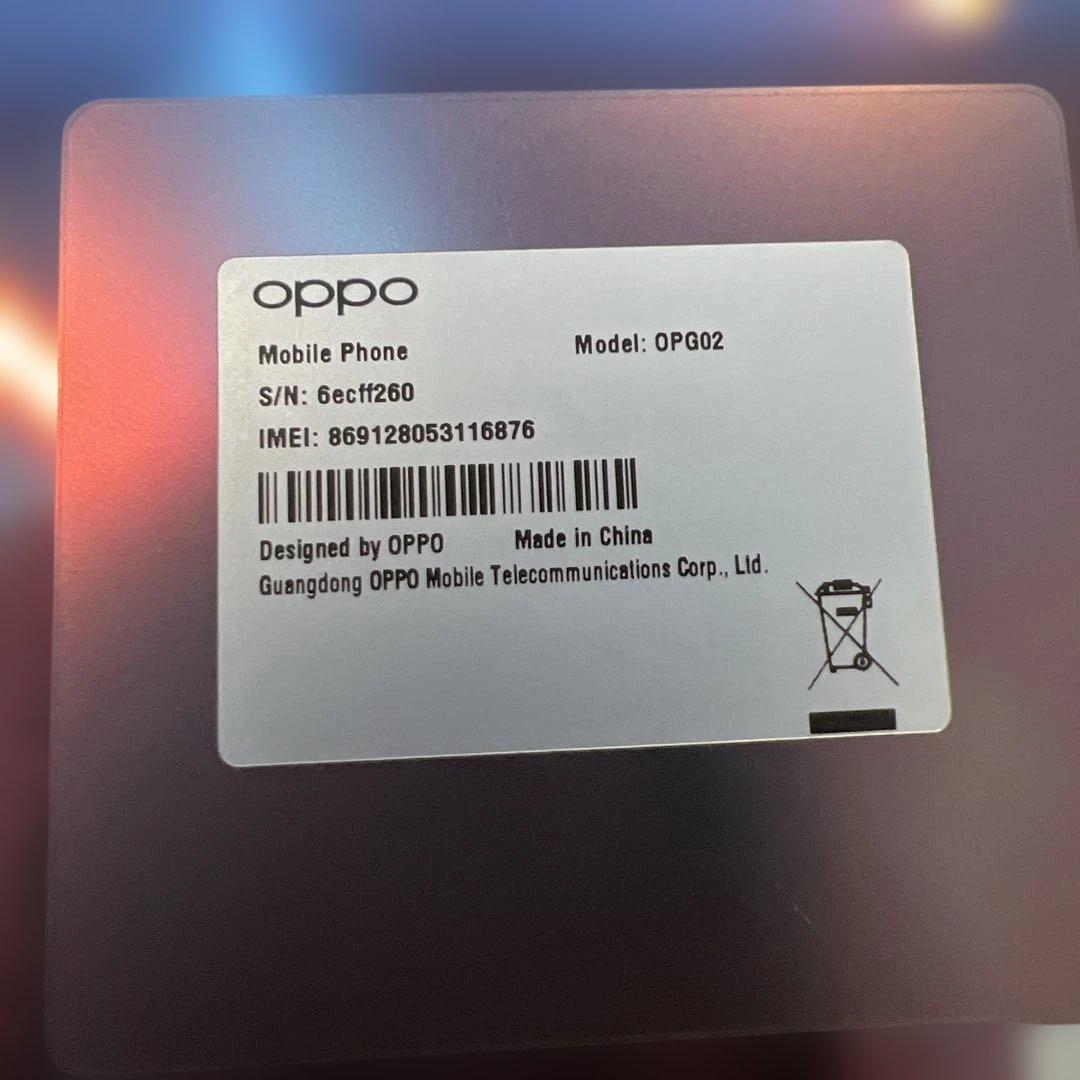 oppo
Mobile Phone Model: OPG02
S/N: 6ecff260
IMEI: 869128053116876
Designed by OPPO Made in China
Guangdong OPPO Mobile Telecommunications Corp., Ltd.